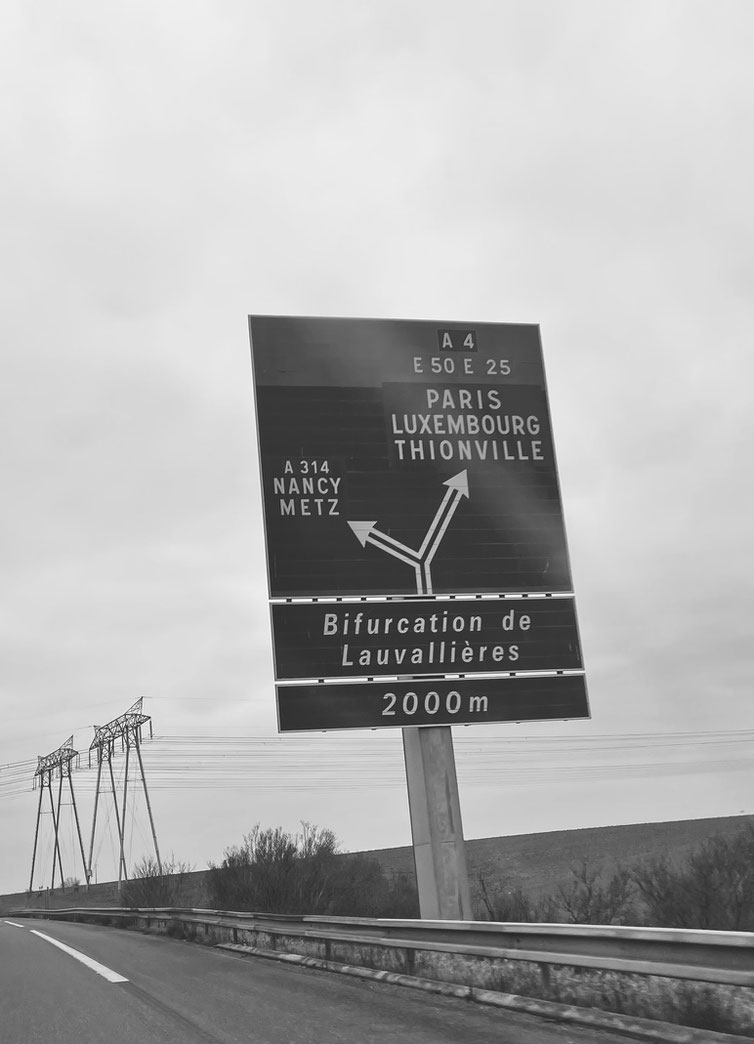 A 4
E 50 E 25
PARIS
LUXEMBOURG
THIONVILLE
A 314
NANCY
METZ
Bifurcation de
Lauvallières
2000m